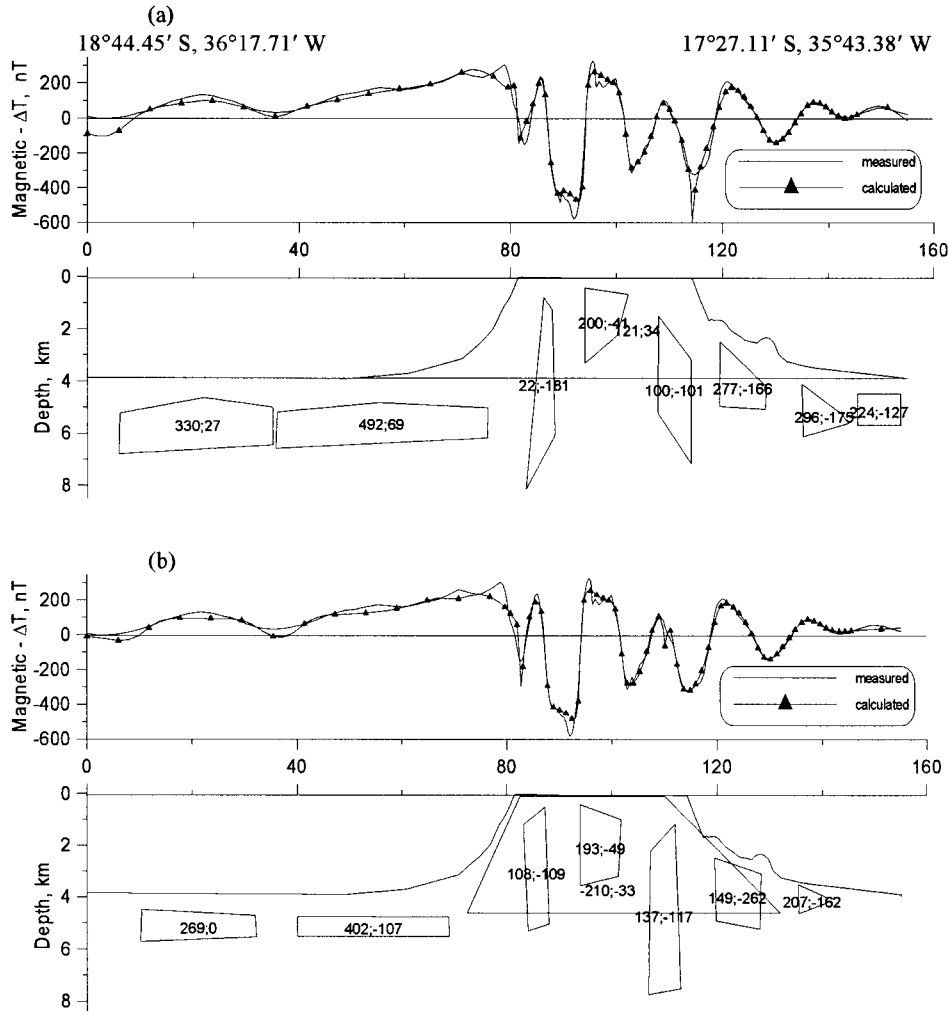 (a)
18°44.45′ S, 36°17.71′ W 17°27.11′ S, 35°43.38′ W
Magnetic - ΔT, nT
200
0
-200
-400
-600
measured
calculated
0 40 80 120 160
Depth, km
0
2
4
6
8
200;-41
121;34
22;-181
100;-101
277;-166
296;-175
224;-127
330;27
492;69
(b)
Magnetic - ΔT, nT
200
0
-200
-400
-600
measured
calculated
0 40 80 120 160
Depth, km
0
2
4
6
8
193;-49
108;-109
-210;-33
137;-117
149;-262
207;-162
269;0
402;-107